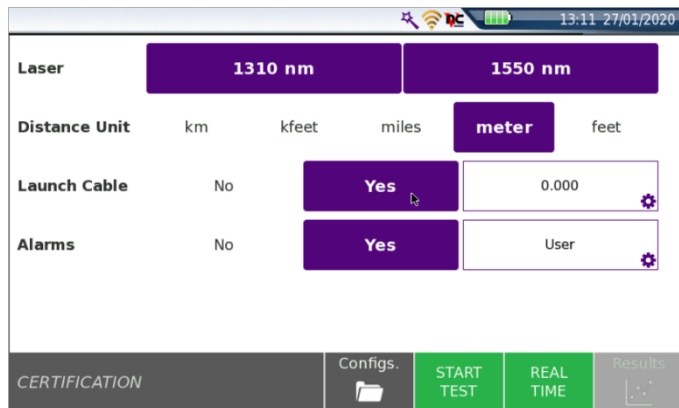 13:11 27/01/2020
Laser 1310 nm 1550 nm
Distance Unit km kfeet miles meter feet
Launch Cable No Yes 0.000
Alarms No Yes User
CERTIFICATION
Configs.
START
TEST
REAL
TIME
Results